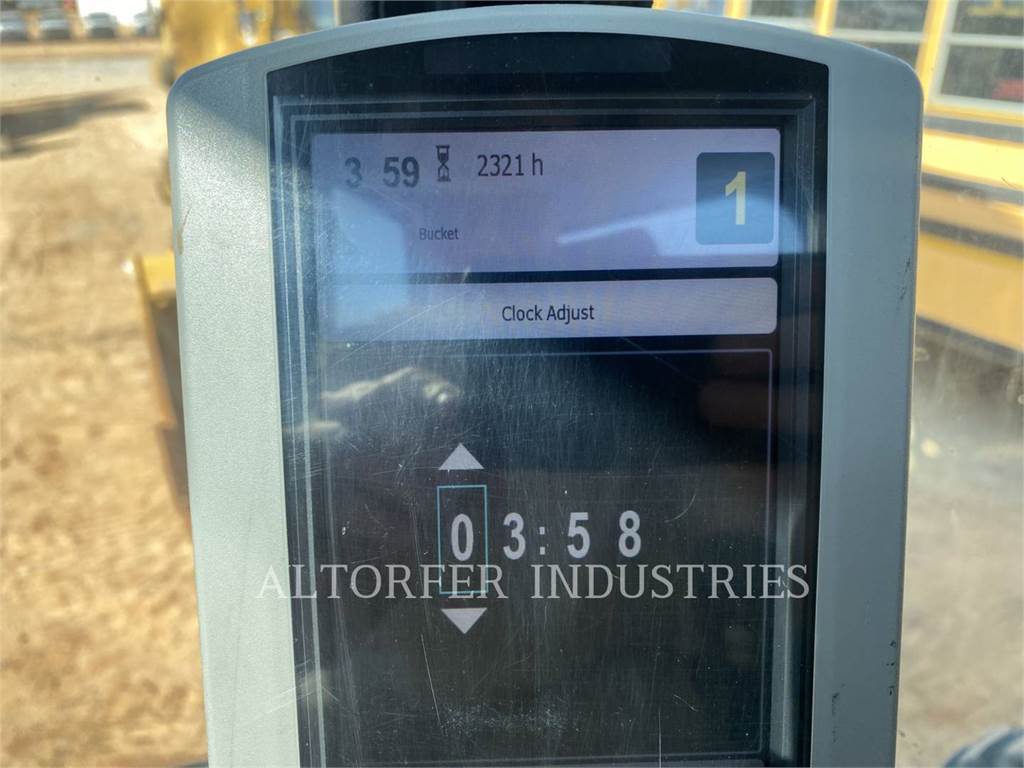 3 59 2321 h
1
Bucket
Clock Adjust
03:58
ALTORFER INDUSTRIES